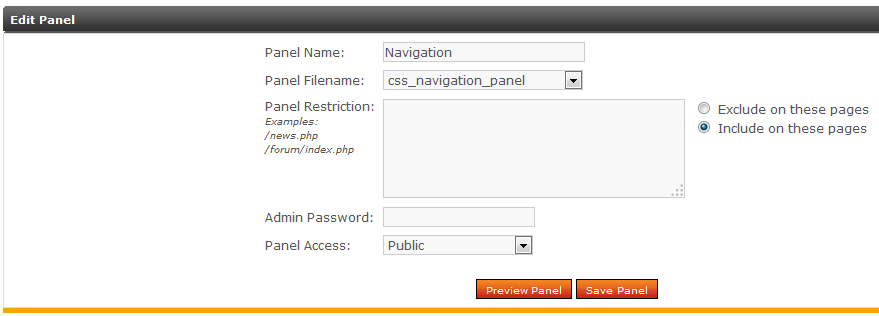 Edit Panel
Panel Name: Navigation
Panel Filename: css_navigation_panel
Panel Restriction:
Examples:
/news.php
/forum/index.php
Exclude on these pages
Include on these pages
Admin Password:
Panel Access: Public
Preview Panel Save Panel